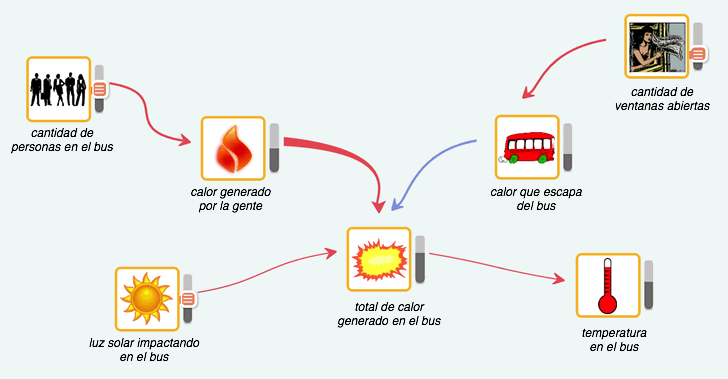 cantidad de
personas en el bus
cantidad de
ventanas abiertas
calor generado
por la gente
calor que escapa
del bus
luz solar impactando
en el bus
total de calor
generado en el bus
temperatura
en el bus